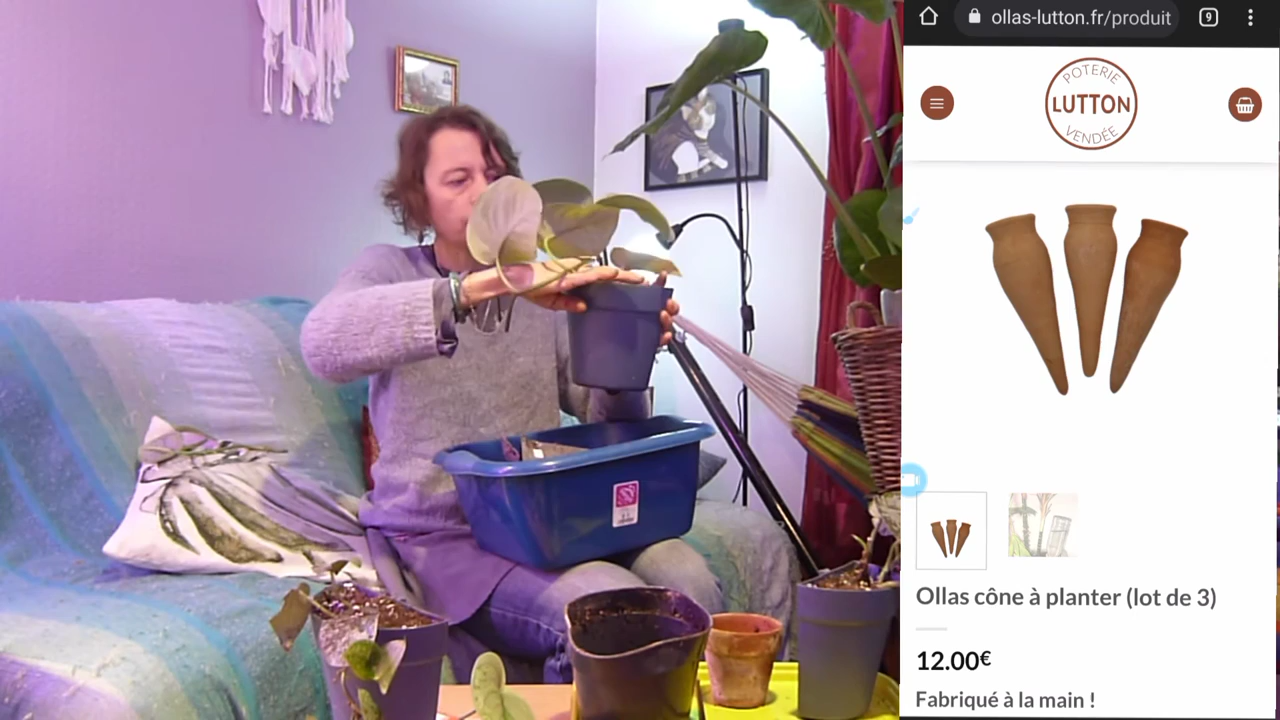 ollas-lutton.fr/produit
9
POTERIE
LUTTON
VENDÉE
Ollas cône à planter (lot de 3)
12.00€
Fabriqué à la main !